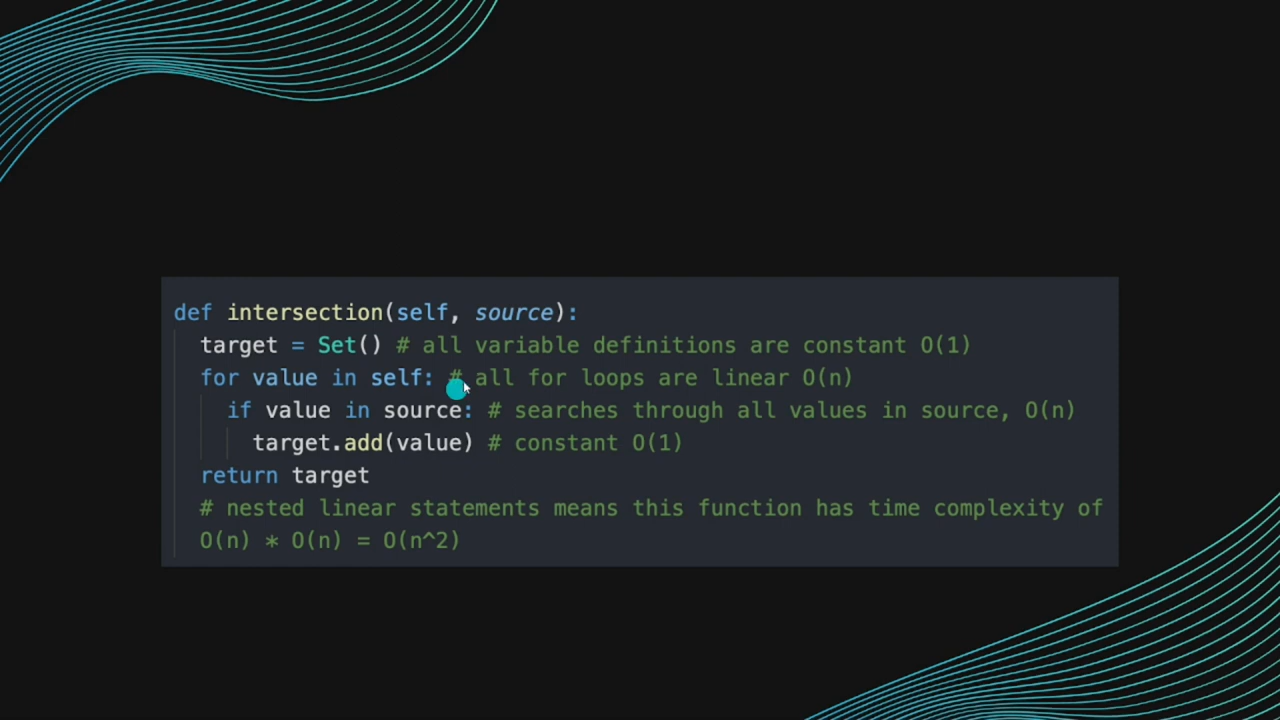 def intersection(self, source):
target = Set() # all variable definitions are constant O(1)
for value in self: # all for loops are linear O(n)
if value in source: # searches through all values in source, O(n)
target.add(value) # constant O(1)
return target
# nested linear statements means this function has time complexity of
O(n) * O(n) = O(n^2)